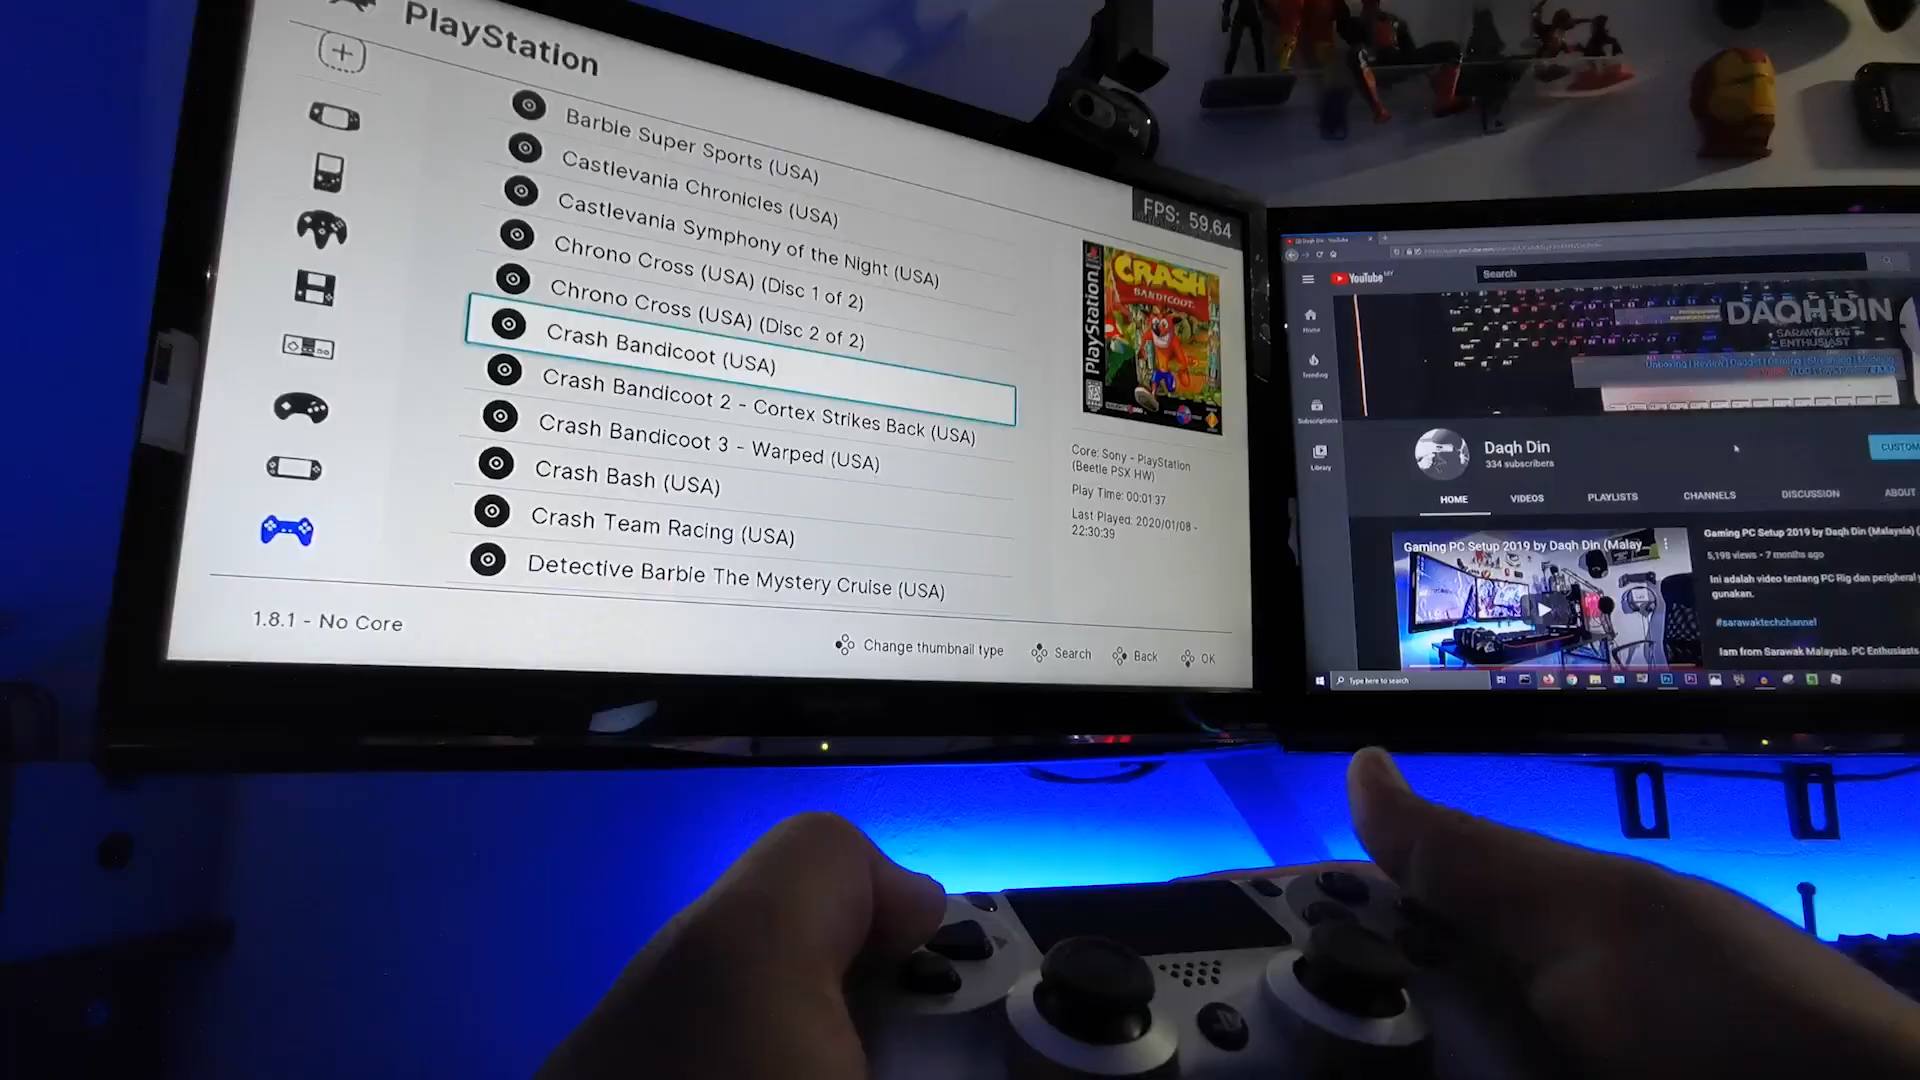 PlayStation
Barbie Super Sports (USA)
Castlevania Chronicles (USA)
Castlevania Symphony of the Night (USA)
Chrono Cross (USA) (Disc 1 of 2)
Chrono Cross (USA) (Disc 2 of 2)
Crash Bandicoot (USA)
Crash Bandicoot 2 - Cortex Strikes Back (USA)
Crash Bandicoot 3 - Warped (USA)
Crash Bash (USA)
Crash Team Racing (USA)
Detective Barbie The Mystery Cruise (USA)
1.8.1 - No Core
Change thumbnail type
Search
Back
OK
FPS: 59.64
PlayStation
CRASH
BANDICOOT
Core: Sony - PlayStation
(Beetle PSX HW)
Play Time: 00:01:37
Last Played: 2020/01/08 -
22:30:39
logi
YouTube MY
Search
Home
Trending
Subscriptions
Library
DAQH DIN
SARAWAK PC
ENTHUSIAST
Daqh Din
334 subscribers
CUSTOM
HOME
VIDEOS
PLAYLISTS
CHANNELS
DISCUSSION
ABOUT
Gaming PC Setup 2019 by Daqh Din (Malay
Gaming PC Setup 2019 by Daqh Din (Malaysia) (
5,198 views • 7 months ago
Ini adalah video tentang PC Rig dan peripheral
gunakan.
#sarawaktechchannel
Iam from Sarawak Malaysia. PC Enthusiasts
Type here to search